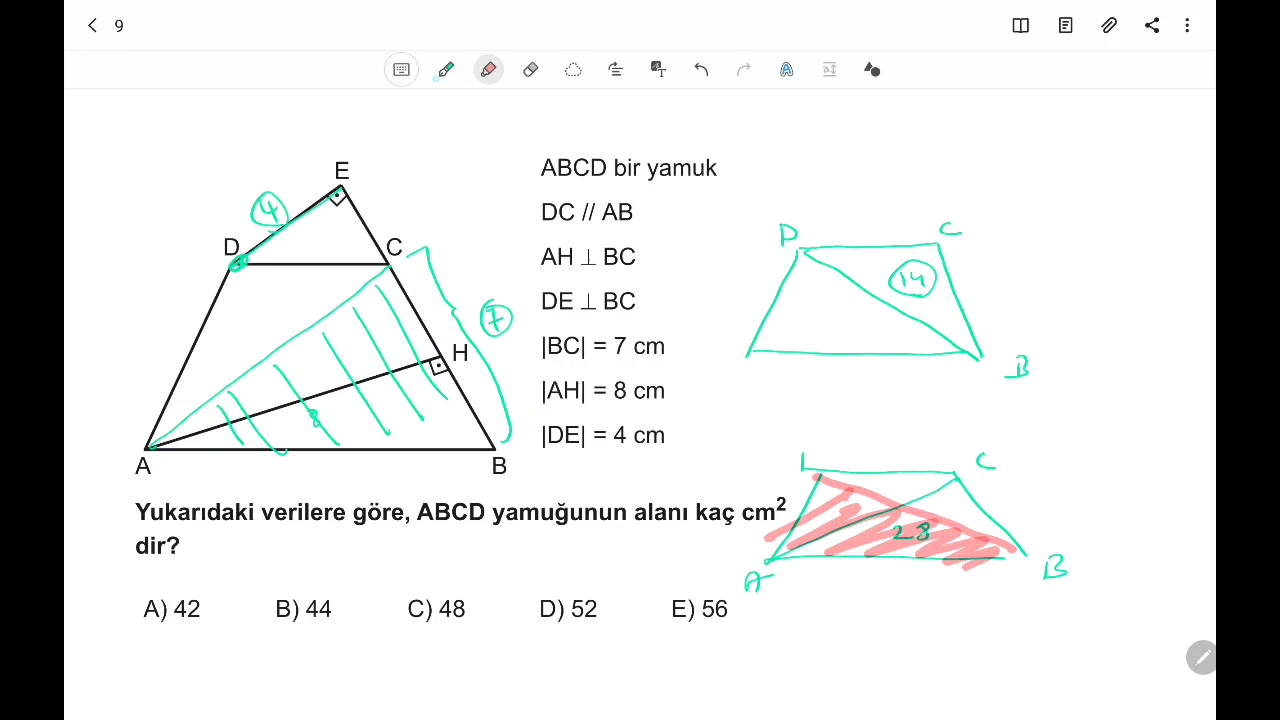 9
E
4
D
C
7
H
8
A
B
ABCD bir yamuk
DC // AB
AH ⊥ BC
DE ⊥ BC
|BC| = 7 cm
|AH| = 8 cm
|DE| = 4 cm
D
C
14
B
C
28
A
B
Yukarıdaki verilere göre, ABCD yamuğunun alanı kaç cm²
dir?
A) 42 B) 44 C) 48 D) 52 E) 56